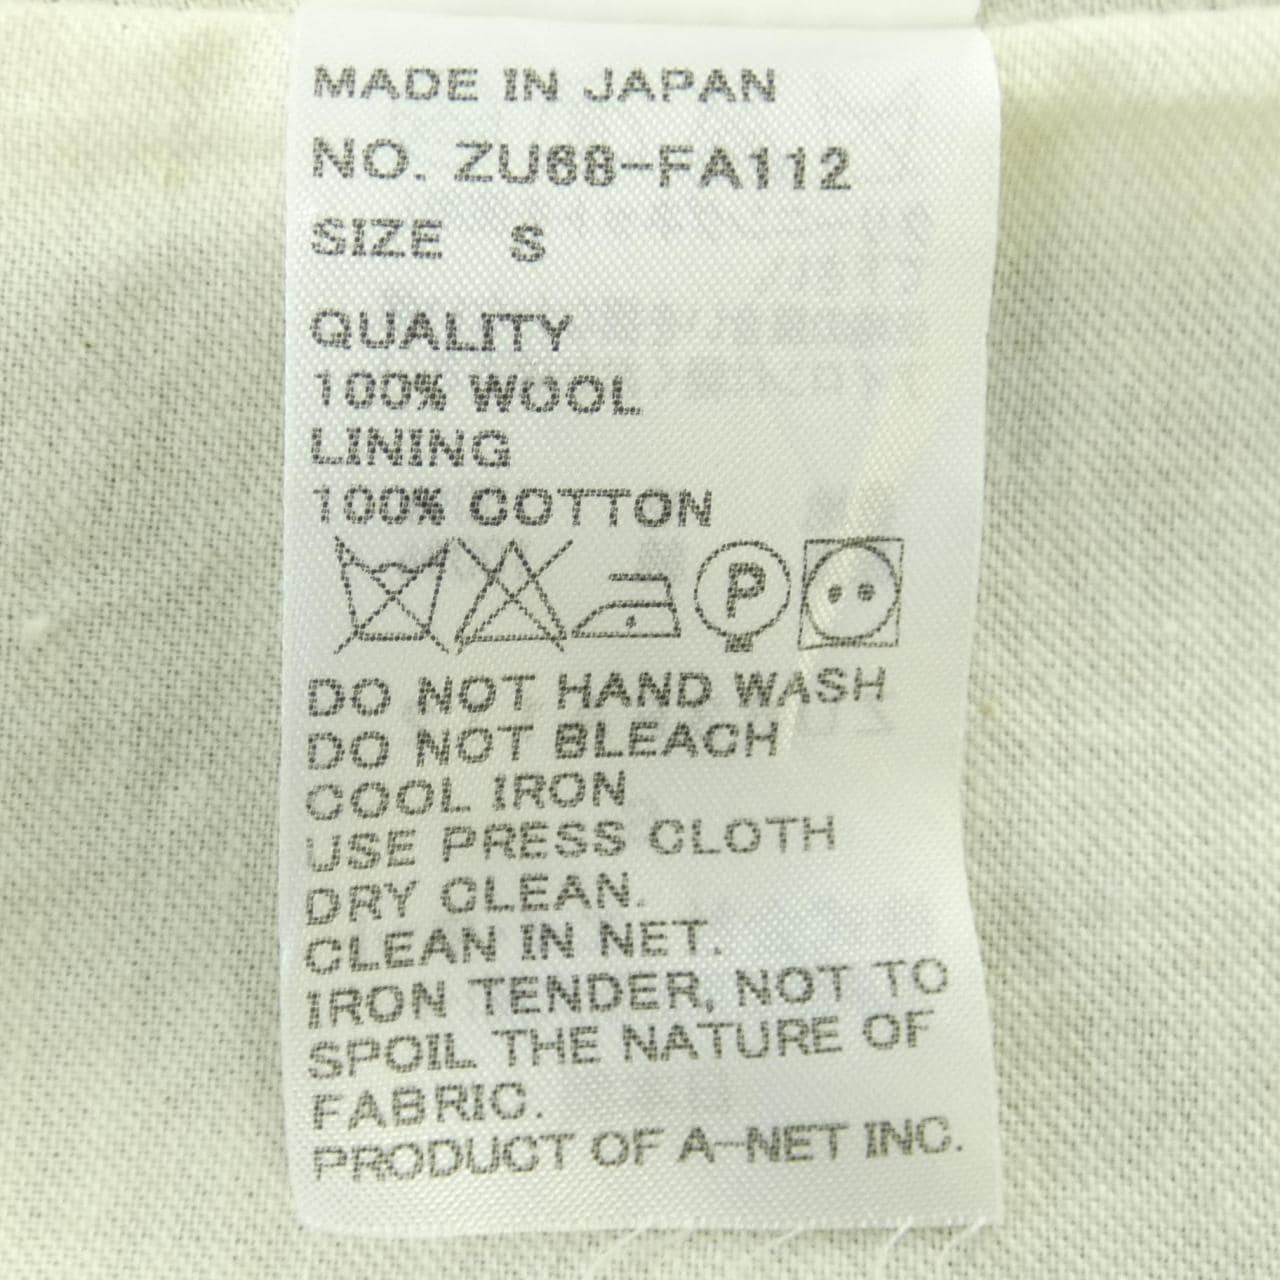 MADE IN JAPAN
NO. ZU68-FA112
SIZE S
QUALITY
100% WOOL
LINING
100% COTTON
P
DO NOT HAND WASH
DO NOT BLEACH
COOL IRON
USE PRESS CLOTH
DRY CLEAN.
CLEAN IN NET.
IRON TENDER, NOT TO
SPOIL THE NATURE OF
FABRIC.
PRODUCT OF A-NET INC.